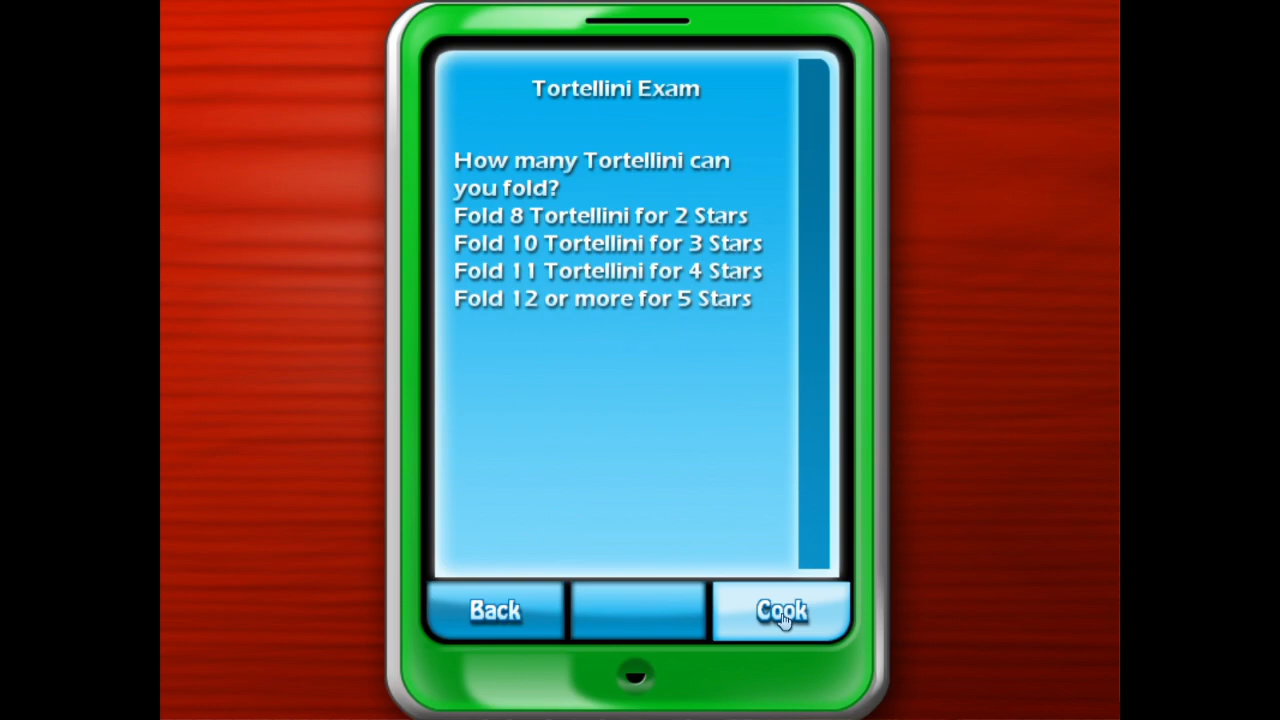 Tortellini Exam
How many Tortellini can
you fold?
Fold 8 Tortellini for 2 Stars
Fold 10 Tortellini for 3 Stars
Fold 11 Tortellini for 4 Stars
Fold 12 or more for 5 Stars
Back
Cook